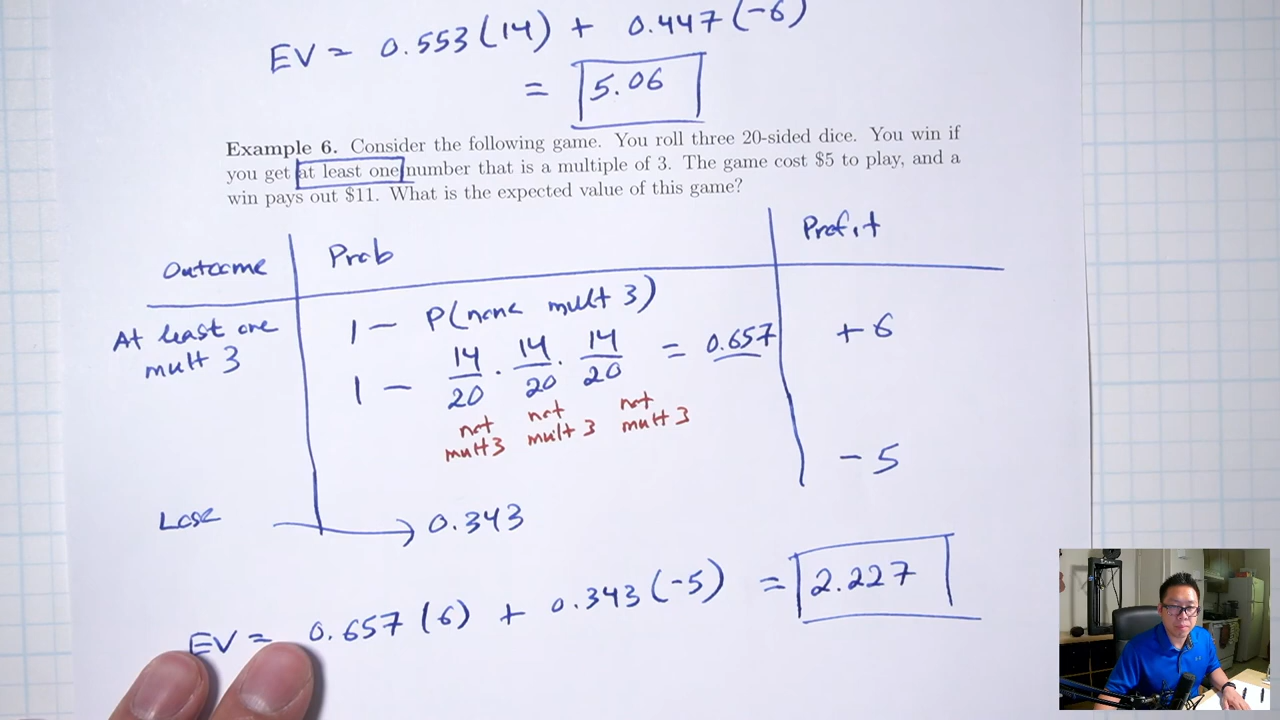 EV = 0.553(14) + 0.447(-6)
= 5.06
Example 6. Consider the following game. You roll three 20-sided dice. You win if
you get at least one number that is a multiple of 3. The game cost $5 to play, and a
win pays out $11. What is the expected value of this game?
Outcome Prob Profit
At least one
mult 3
1 - P(none mult 3)
1 - 14/20 · 14/20 · 14/20 = 0.657 +6
not mult 3 not mult 3 not mult 3
- 5
Lose → 0.343
EV = 0.657(6) + 0.343(-5) = 2.227